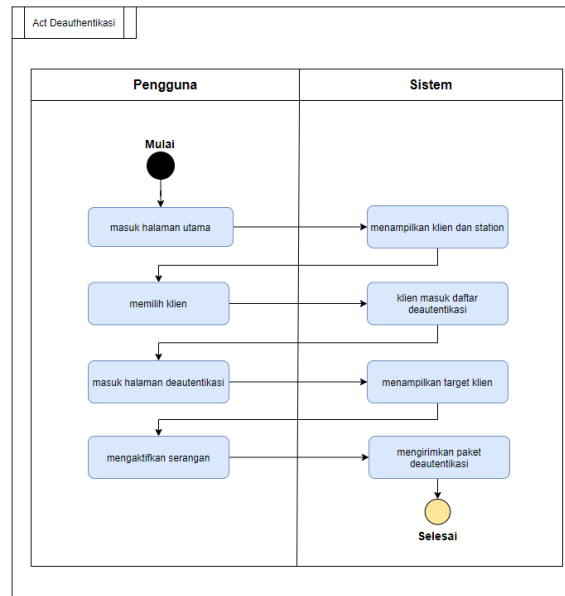 Act Deauthentikasi
Pengguna
Sistem
Mulai
masuk halaman utama
menampilkan klien dan station
memilih klien
klien masuk daftar
deautentikasi
masuk halaman deautentikasi
menampilkan target klien
mengaktifkan serangan
mengirimkan paket
deautentikasi
Selesai